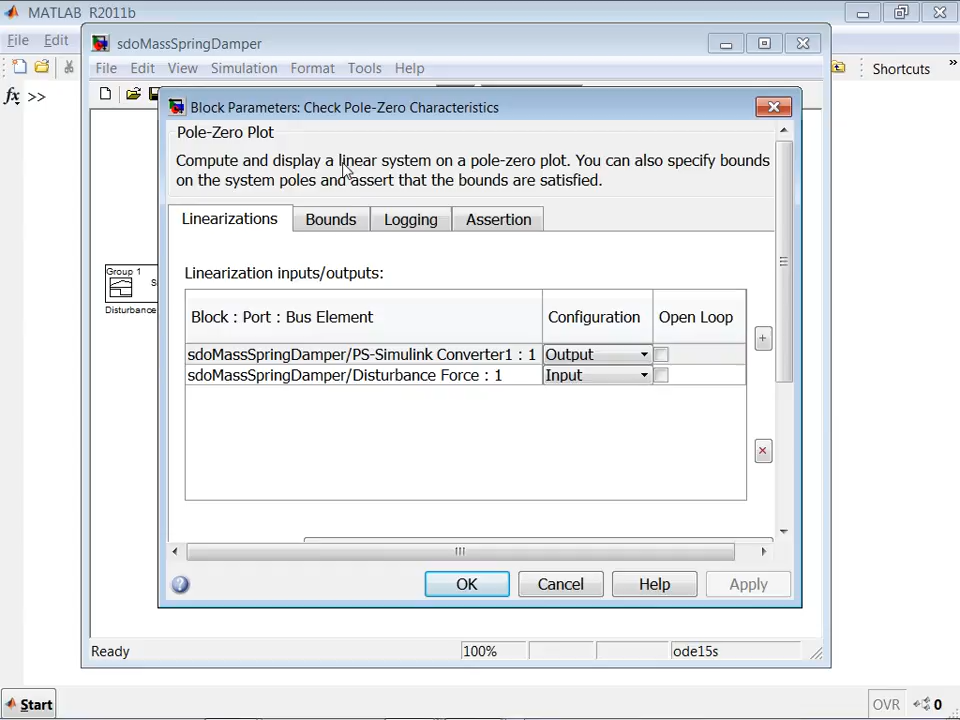 MATLAB R2011b
File Edit
sdoMassSpringDamper
File Edit View Simulation Format Tools Help
Shortcuts »
fx >>
Block Parameters: Check Pole-Zero Characteristics
Pole-Zero Plot
Compute and display a linear system on a pole-zero plot. You can also specify bounds
on the system poles and assert that the bounds are satisfied.
Linearizations Bounds Logging Assertion
Linearization inputs/outputs:
Block : Port : Bus Element Configuration Open Loop
sdoMassSpringDamper/PS-Simulink Converter1 : 1 Output
sdoMassSpringDamper/Disturbance Force : 1 Input
Group 1
S
Disturbance
OK Cancel Help Apply
Ready 100% ode15s
Start OVR 0